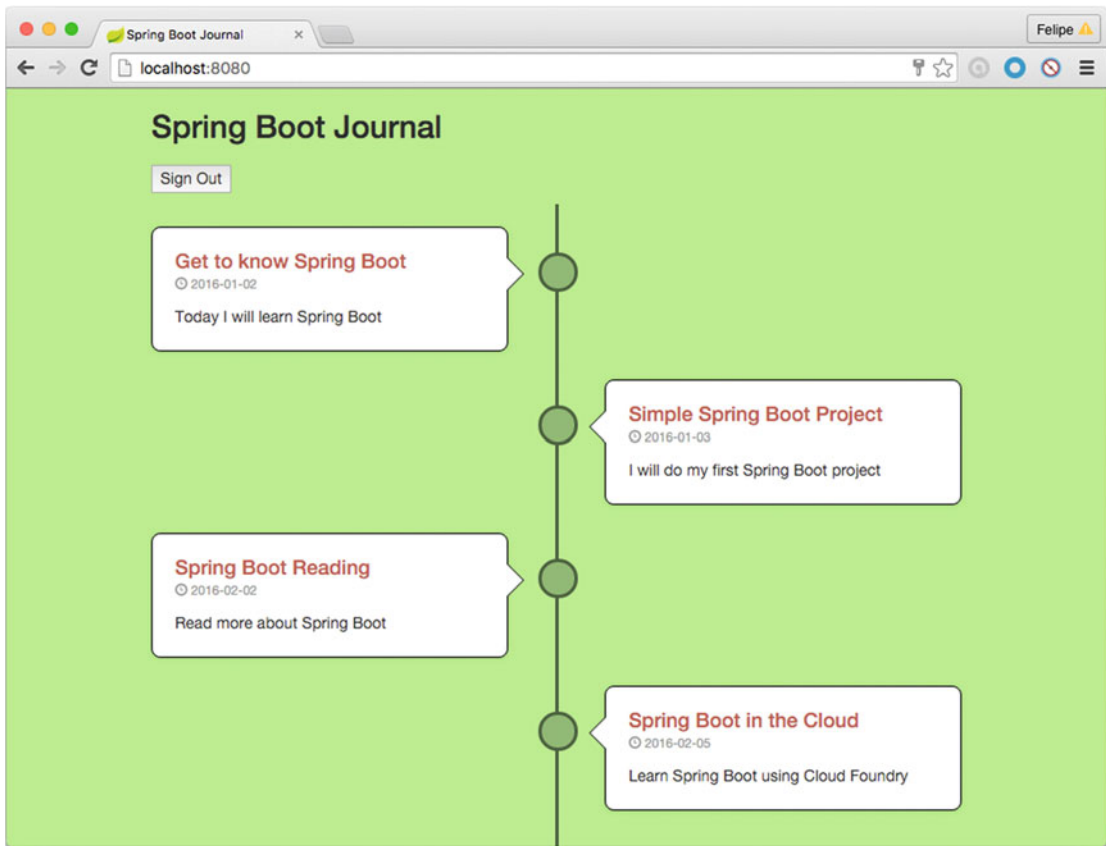 Spring Boot Journal
Felipe
localhost:8080
Spring Boot Journal
Sign Out
Get to know Spring Boot
2016-01-02
Today I will learn Spring Boot
Simple Spring Boot Project
2016-01-03
I will do my first Spring Boot project
Spring Boot Reading
2016-02-02
Read more about Spring Boot
Spring Boot in the Cloud
2016-02-05
Learn Spring Boot using Cloud Foundry